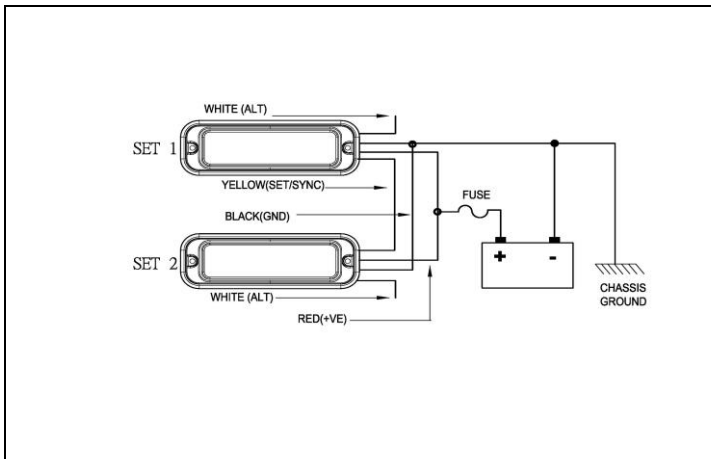 WHITE (ALT)
SET 1
YELLOW(SET/SYNC)
FUSE
BLACK(GND)
+ -
SET 2
CHASSIS
GROUND
WHITE (ALT)
RED(+VE)